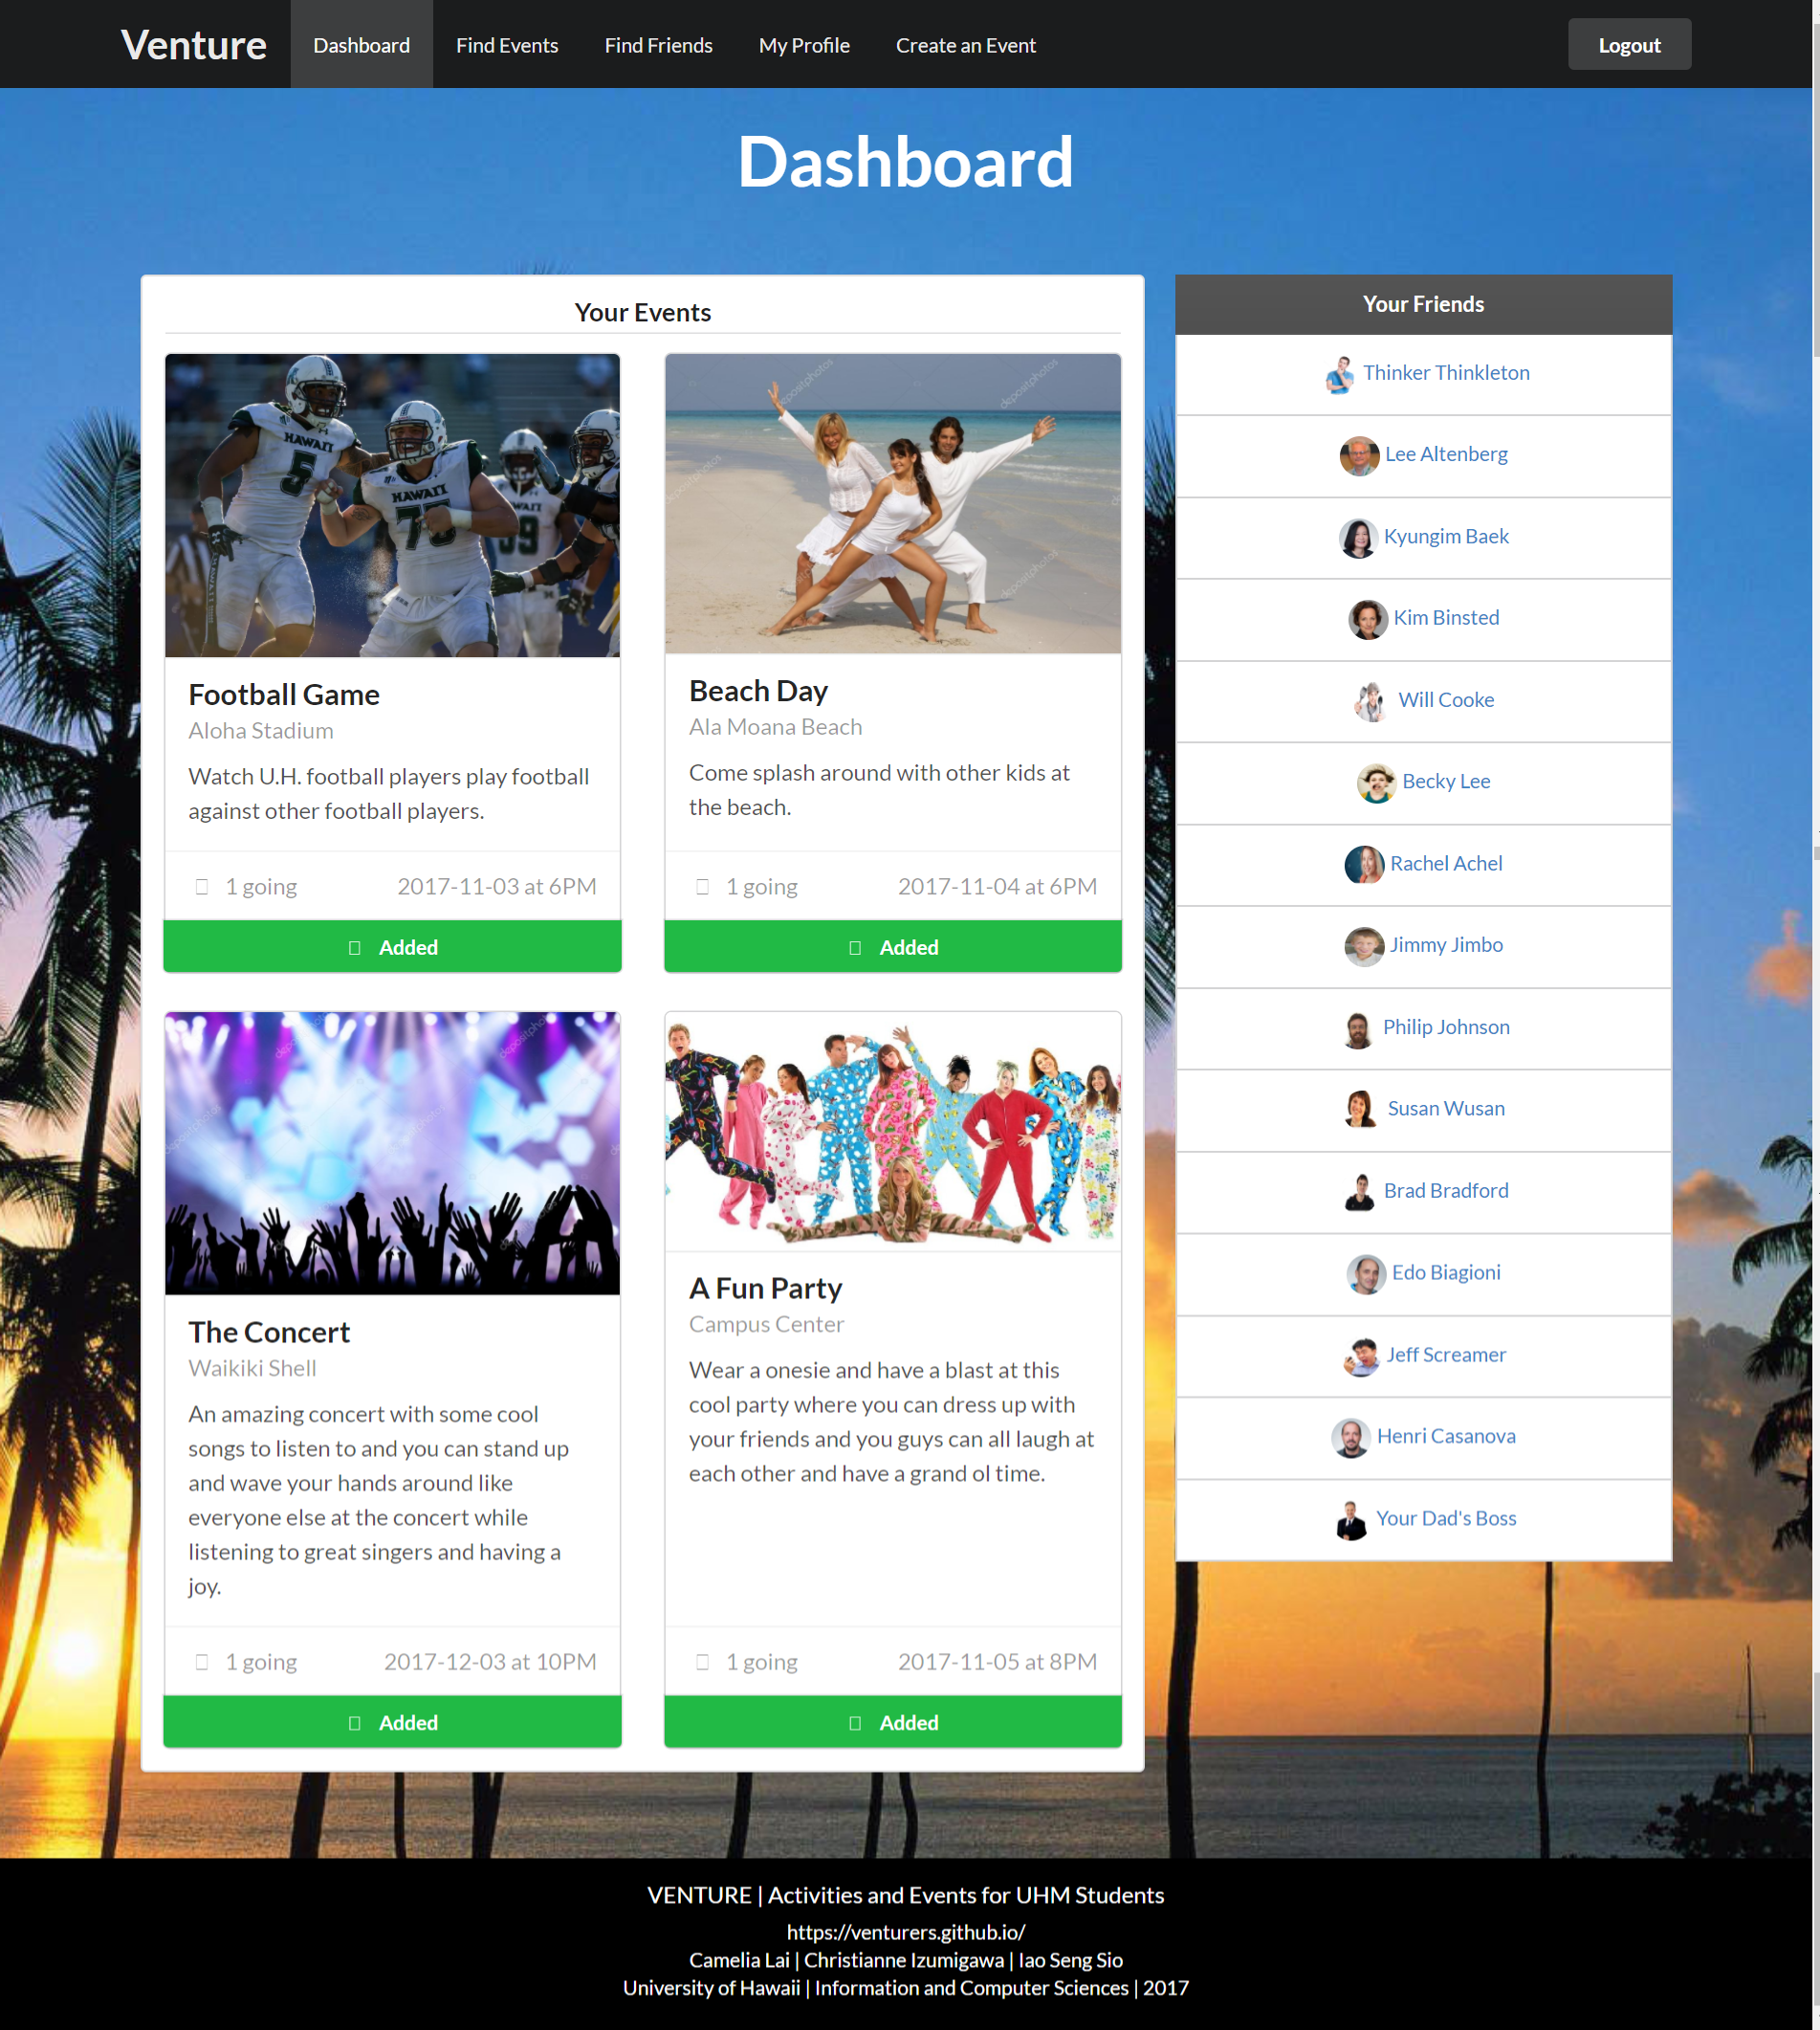 Venture
Dashboard
Find Events
Find Friends
My Profile
Create an Event
Logout
Dashboard
Your Events
HAWAI'I
5
HAWAI'I
75
39
depositphotos
depositphotos
depositphotos
depositphotos
Football Game
Aloha Stadium
Watch U.H. football players play football
against other football players.
1 going
2017-11-03 at 6PM
Added
Beach Day
Ala Moana Beach
Come splash around with other kids at
the beach.
1 going
2017-11-04 at 6PM
Added
depositphotos
depositphotos
depositphotos
The Concert
Waikiki Shell
An amazing concert with some cool
songs to listen to and you can stand up
and wave your hands around like
everyone else at the concert while
listening to great singers and having a
joy.
1 going
2017-12-03 at 10PM
Added
A Fun Party
Campus Center
Wear a onesie and have a blast at this
cool party where you can dress up with
your friends and you guys can all laugh at
each other and have a grand ol time.
1 going
2017-11-05 at 8PM
Added
Your Friends
Thinker Thinkleton
Lee Altenberg
Kyungim Baek
Kim Binsted
Will Cooke
Becky Lee
Rachel Achel
Jimmy Jimbo
Philip Johnson
Susan Wusan
Brad Bradford
Edo Biagioni
Jeff Screamer
Henri Casanova
Your Dad's Boss
VENTURE | Activities and Events for UHM Students
https://venturers.github.io/
Camelia Lai | Christianne Izumigawa | Iao Seng Sio
University of Hawaii | Information and Computer Sciences | 2017